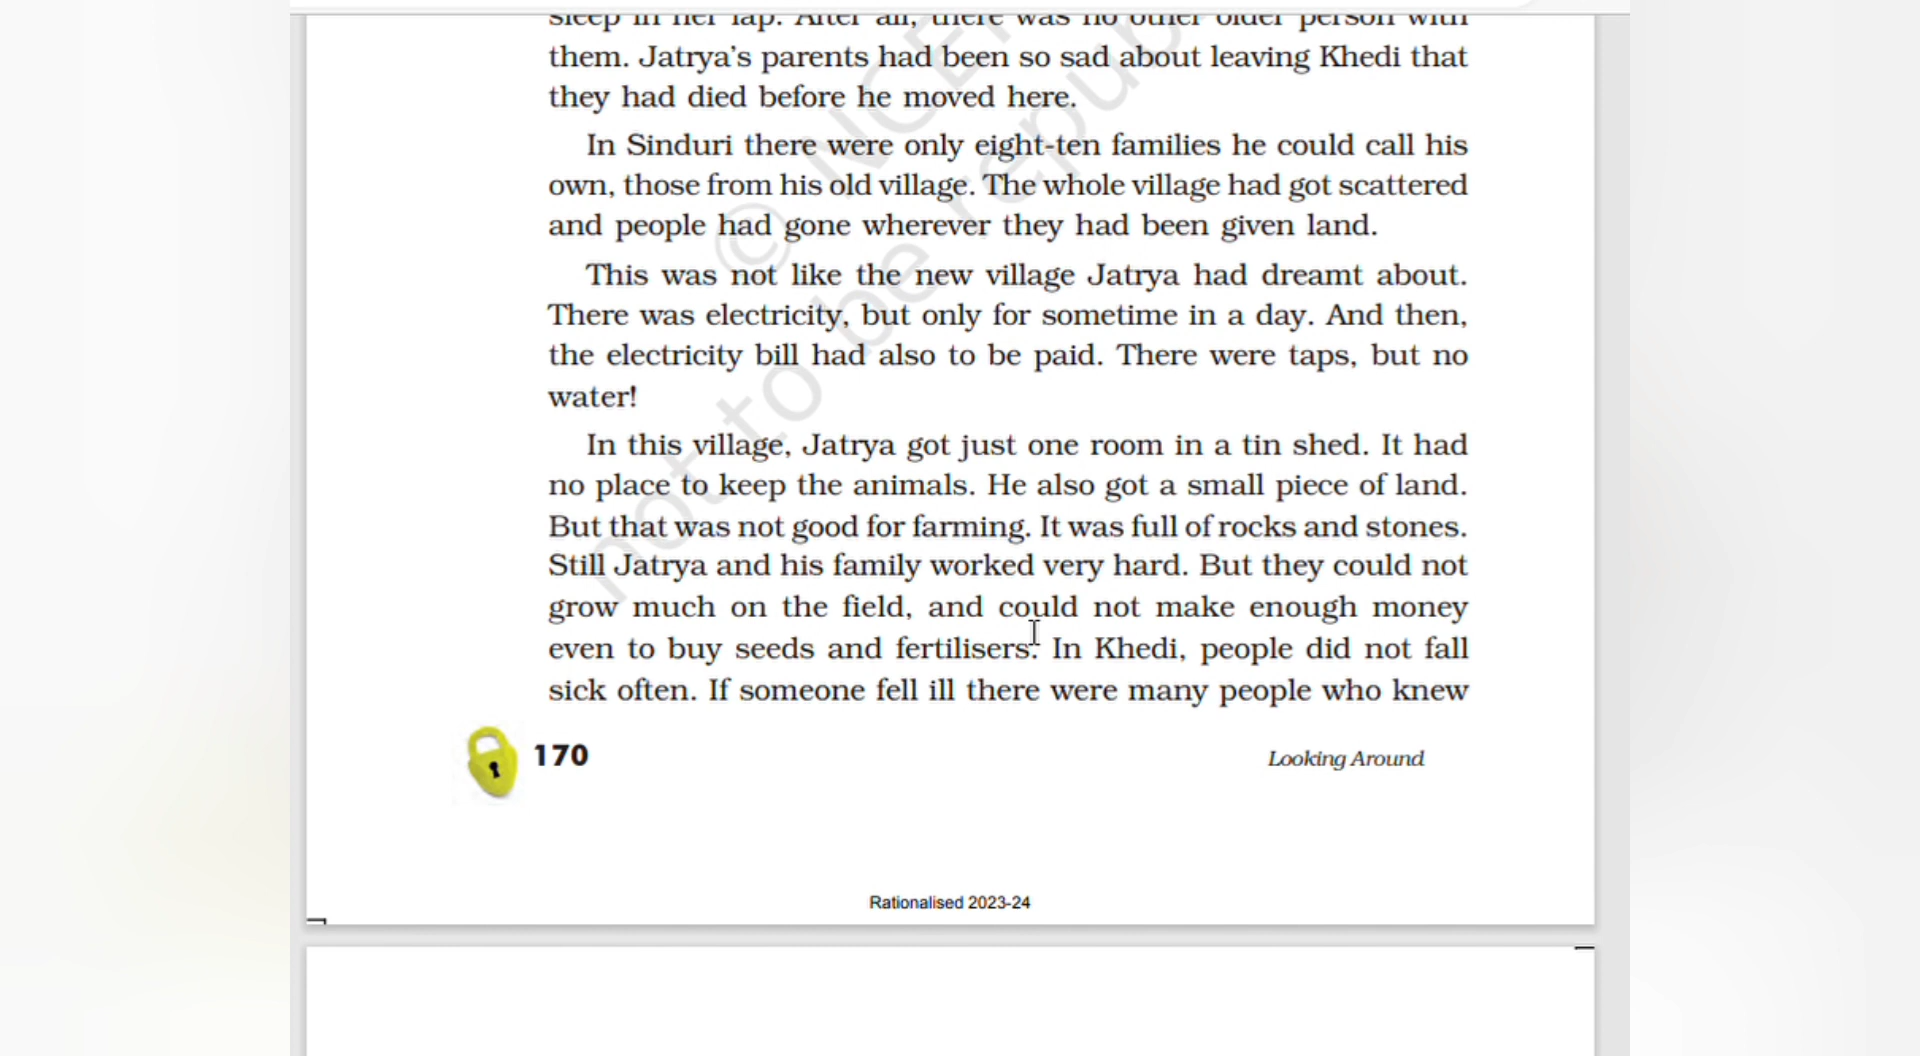 sleep in her lap. After all, there was no other older person with
them. Jatrya’s parents had been so sad about leaving Khedi that
they had died before he moved here.
In Sinduri there were only eight-ten families he could call his
own, those from his old village. The whole village had got scattered
and people had gone wherever they had been given land.
This was not like the new village Jatrya had dreamt about.
There was electricity, but only for sometime in a day. And then,
the electricity bill had also to be paid. There were taps, but no
water!
In this village, Jatrya got just one room in a tin shed. It had
no place to keep the animals. He also got a small piece of land.
But that was not good for farming. It was full of rocks and stones.
Still Jatrya and his family worked very hard. But they could not
grow much on the field, and could not make enough money
even to buy seeds and fertilisers. In Khedi, people did not fall
sick often. If someone fell ill there were many people who knew
170
Looking Around
Rationalised 2023-24
© NCE
not to be repub